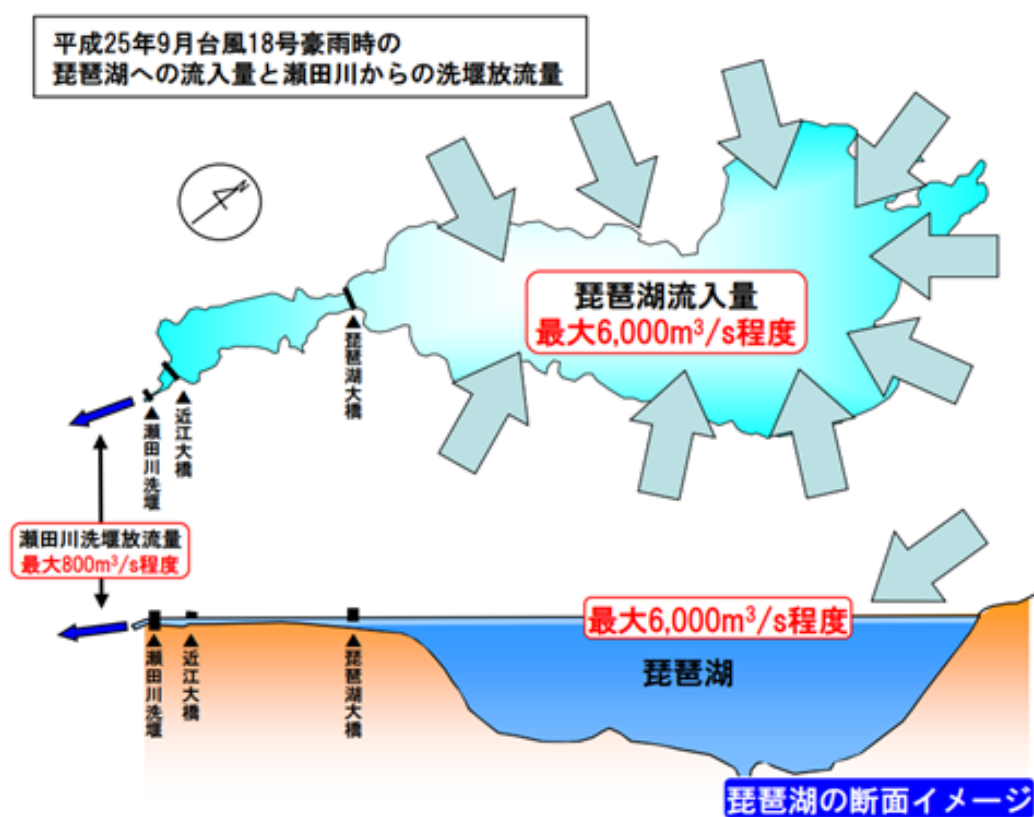 平成25年9月台風18号豪雨時の
琵琶湖への流入量と瀬田川からの洗堰放流量
琵琶湖流入量
最大6,000m³/s程度
▲琵琶湖大橋
▲近江大橋
▲瀬田川洗堰
瀬田川洗堰放流量
最大800m³/s程度
最大6,000m³/s程度
琵琶湖
▲瀬田川洗堰
▲近江大橋
▲琵琶湖大橋
琵琶湖の断面イメージ